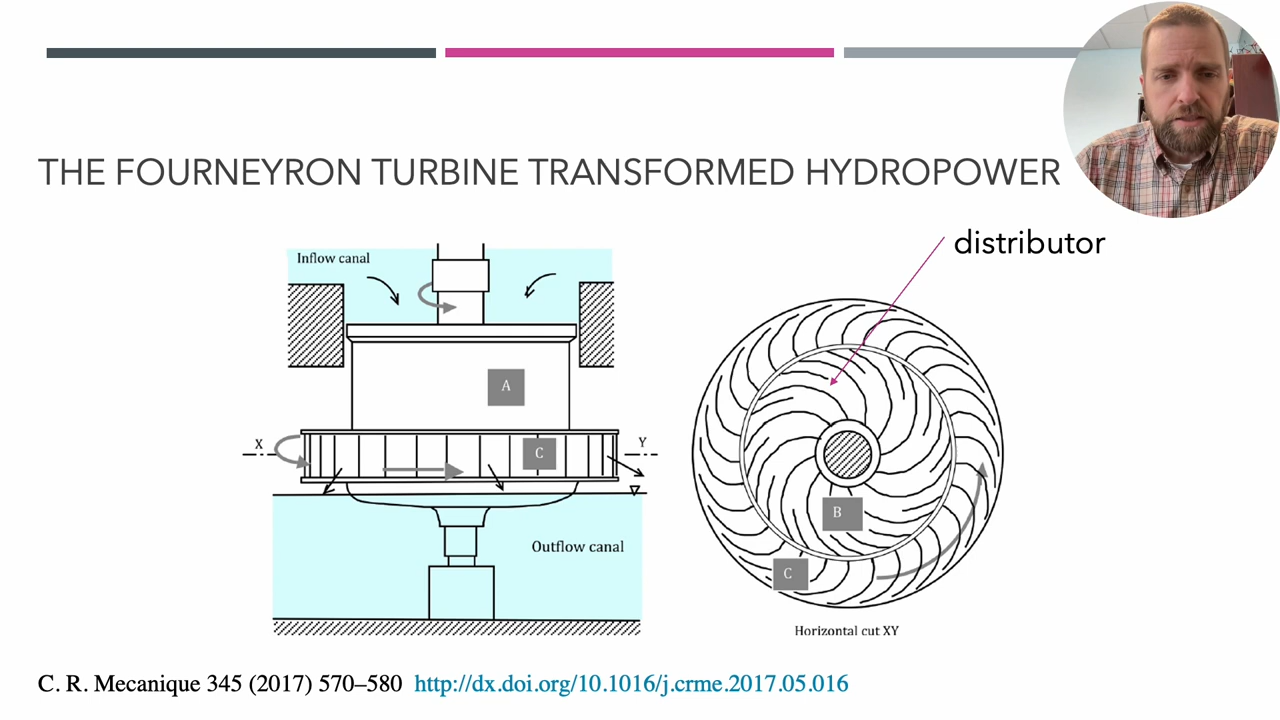 THE FOURNEYRON TURBINE TRANSFORMED HYDROPOWER
distributor
Inflow canal
A
X
C
Y
Outflow canal
B
C
Horizontal cut XY
C. R. Mecanique 345 (2017) 570–580 http://dx.doi.org/10.1016/j.crme.2017.05.016